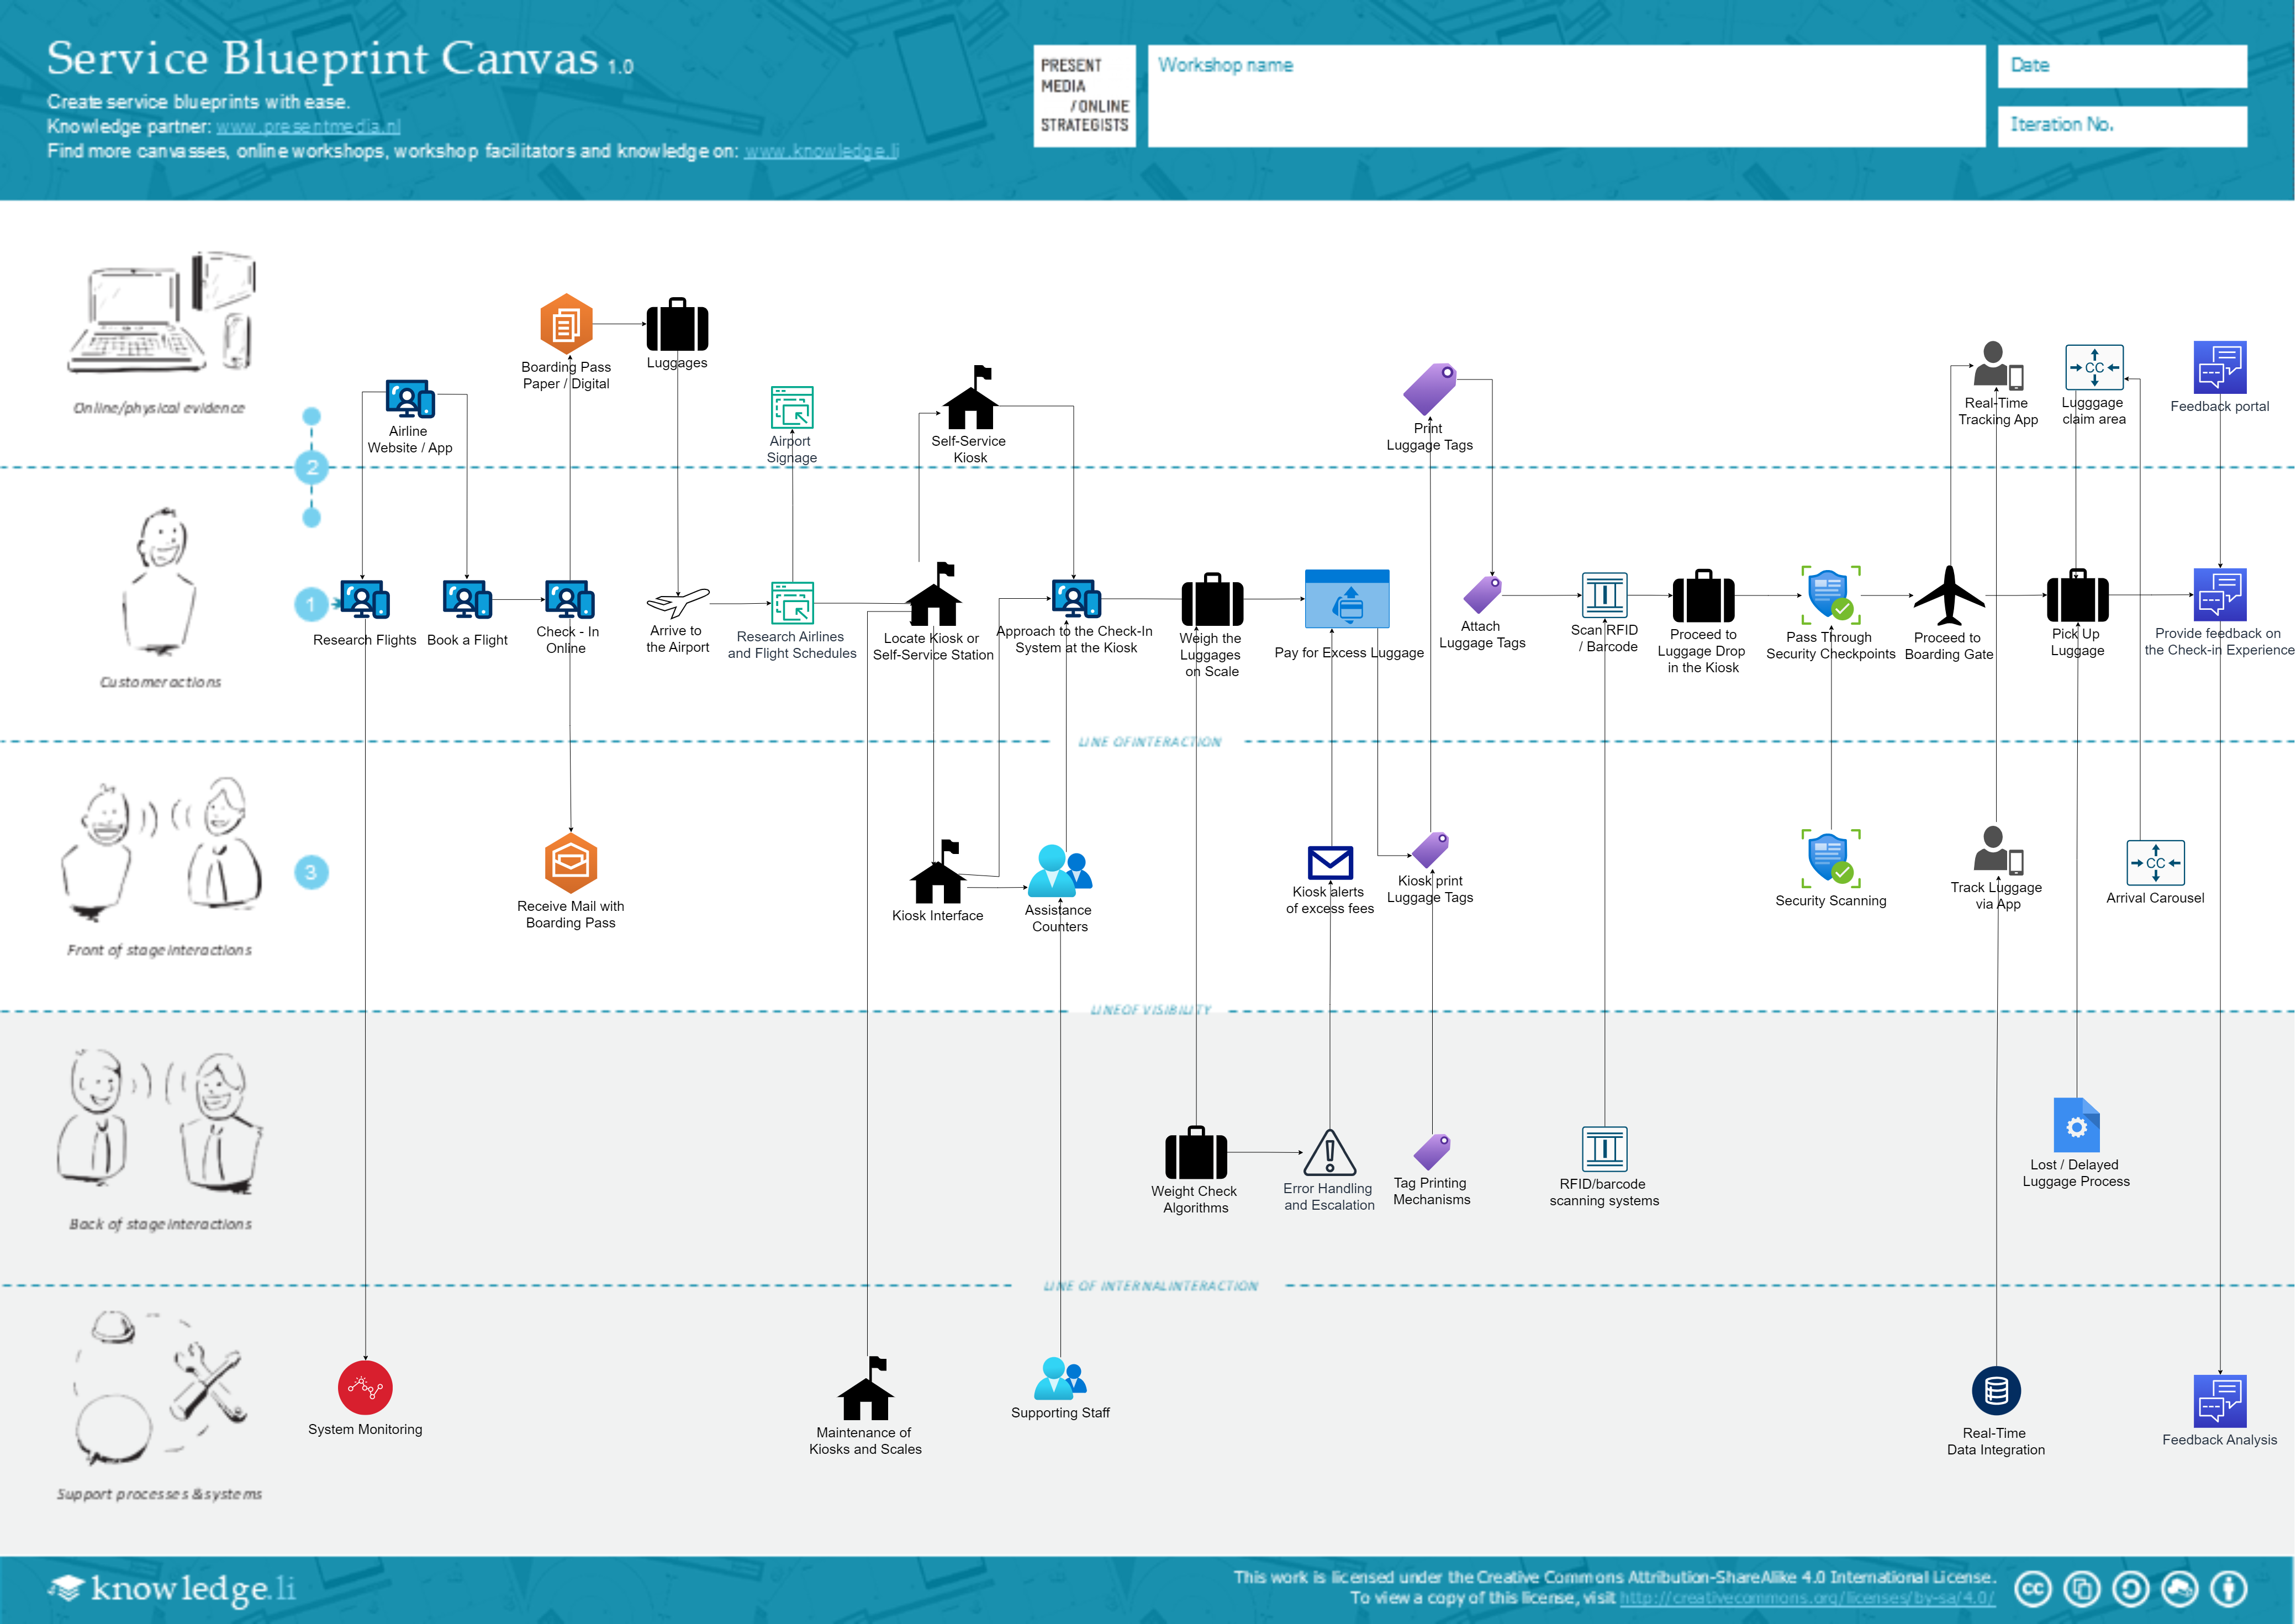 Service Blueprint Canvas 1.0
Create service blueprints with ease.
Knowledge partner: www.presentmedia.nl
Find more canvasses, online workshops, workshop facilitators and knowledge on: www.knowledge.li
PRESENT
MEDIA
/ ONLINE
STRATEGISTS
Workshop name
Date
Iteration No.
Online/physical evidence
Airline
Website / App
Boarding Pass
Paper / Digital
Luggages
Airport
Signage
Self-Service
Kiosk
Print
Luggage Tags
Real-Time
Tracking App
Lugggage
claim area
Feedback portal
2
Customer actions
1
Research Flights
Book a Flight
Check - In
Online
Arrive to
the Airport
Research Airlines
and Flight Schedules
Locate Kiosk or
Self-Service Station
Approach to the Check-In
System at the Kiosk
Weigh the
Luggages
on Scale
Pay for Excess Luggage
Attach
Luggage Tags
Scan RFID
/ Barcode
Proceed to
Luggage Drop
in the Kiosk
Pass Through
Security Checkpoints
Proceed to
Boarding Gate
Pick Up
Luggage
Provide feedback on
the Check-in Experience
LINE OF INTERACTION
Front of stage interactions
3
Receive Mail with
Boarding Pass
Kiosk Interface
Assistance
Counters
Kiosk alerts
of excess fees
Kiosk print
Luggage Tags
Security Scanning
Track Luggage
via App
CC
Arrival Carousel
CC
LINE OF VISIBILITY
Back of stage interactions
Weight Check
Algorithms
Error Handling
and Escalation
Tag Printing
Mechanisms
RFID/barcode
scanning systems
Lost / Delayed
Luggage Process
LINE OF INTERNAL INTERACTION
Support processes & systems
System Monitoring
Maintenance of
Kiosks and Scales
Supporting Staff
Real-Time
Data Integration
Feedback Analysis
knowledge.li
This work is licensed under the Creative Commons Attribution-ShareAlike 4.0 International License.
To view a copy of this license, visit http://creativecommons.org/licenses/by-sa/4.0/
cc